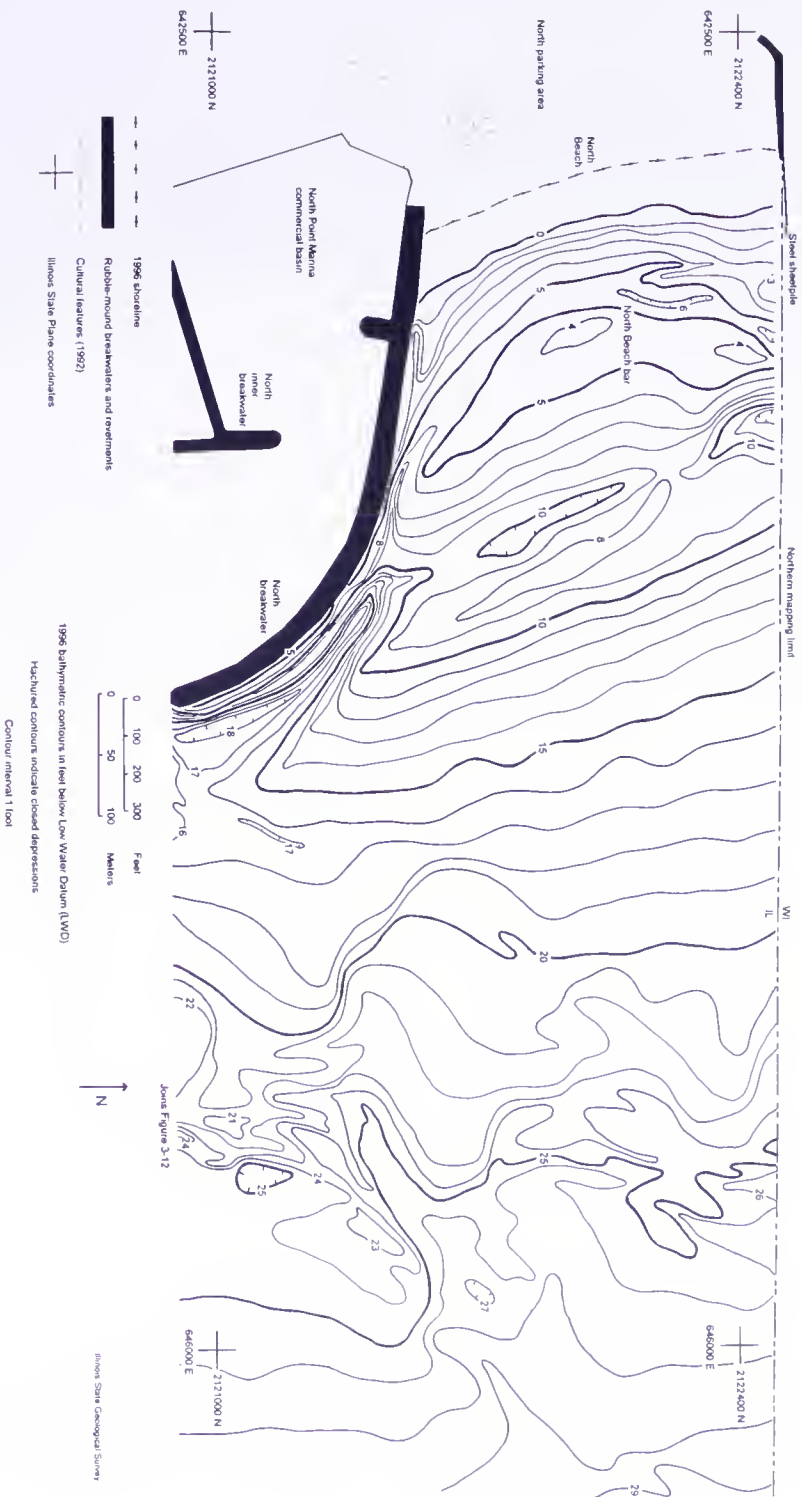 Steel sheetpile
Northern mapping limit
WI
IL
2122400 N
642500 E
2122400 N
646000 E
3
4
10
26
29
6
North Beach bar
North
Beach
4
8
10
5
0
5
20
25
27
North parking area
10
15
8
23
24
25
5
18
17
17
16
22
21
24
2121000 N
642500 E
2121000 N
646000 E
North Point Marina
commercial basin
North
inner
breakwater
North
breakwater
Joins Figure 3-12
1996 shoreline
Rubble-mound breakwaters and revetments
Cultural features (1992)
Illinois State Plane coordinates
0 100 200 300 Feet
0 50 100 Meters
N
1996 bathymetric contours in feet below Low Water Datum (LWD)
Hachured contours indicate closed depressions
Contour interval 1 foot
Illinois State Geological Survey